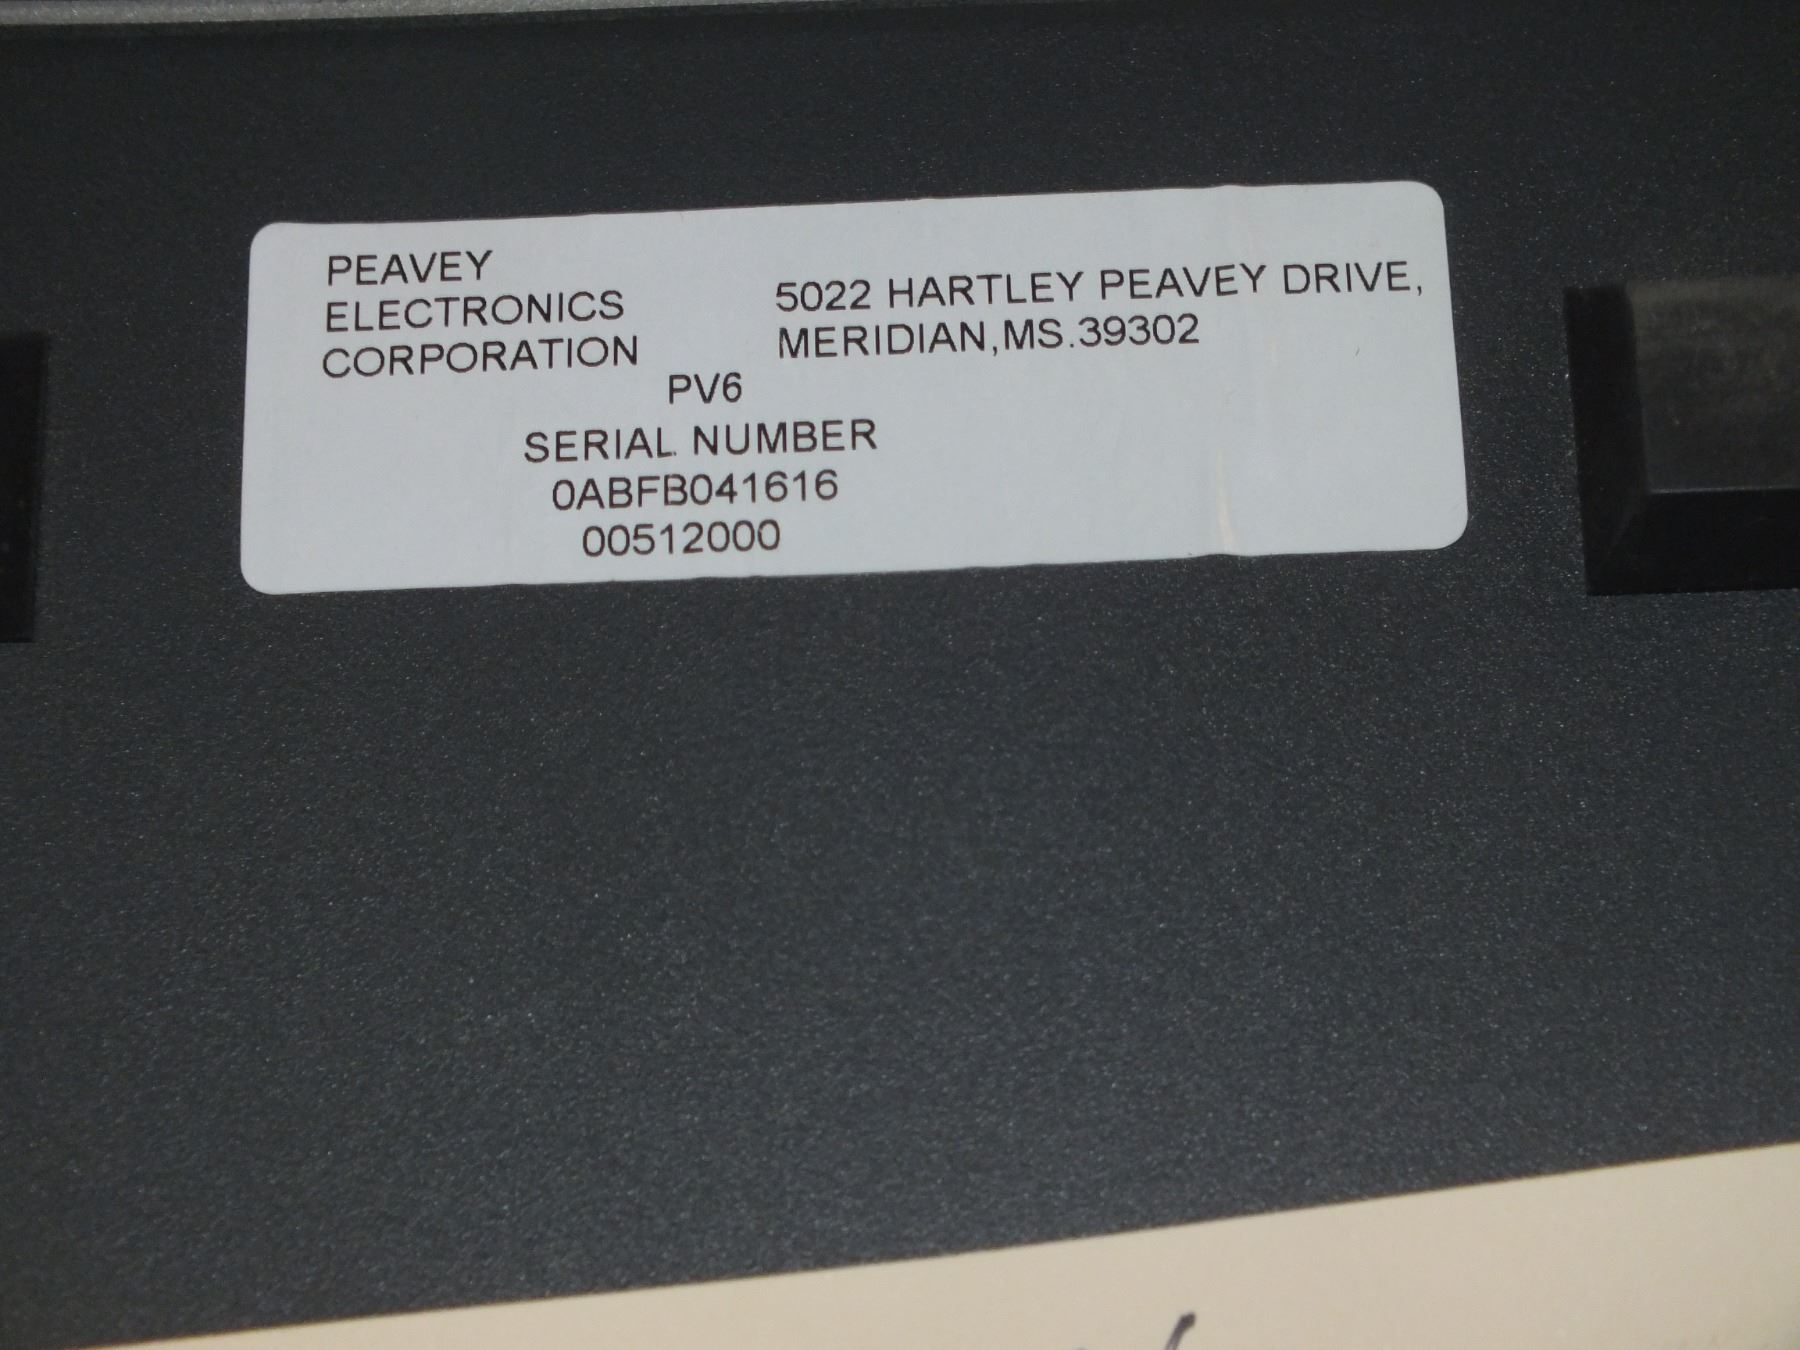 PEAVEY
ELECTRONICS
CORPORATION
5022 HARTLEY PEAVEY DRIVE,
MERIDIAN,MS.39302
PV6
SERIAL NUMBER
0ABFB041616
00512000